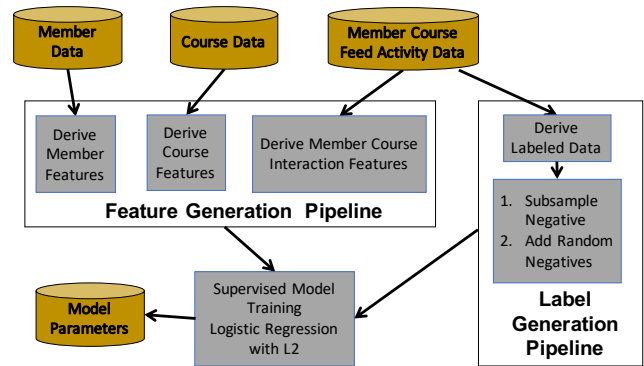 Member
Data
Course Data
Member Course
Feed Activity Data
Derive
Member
Features
Derive
Course
Features
Derive Member Course
Interaction Features
Feature Generation Pipeline
Derive
Labeled Data
1. Subsample
Negative
2. Add Random
Negatives
Label
Generation
Pipeline
Supervised Model
Training
Logistic Regression
with L2
Model
Parameters